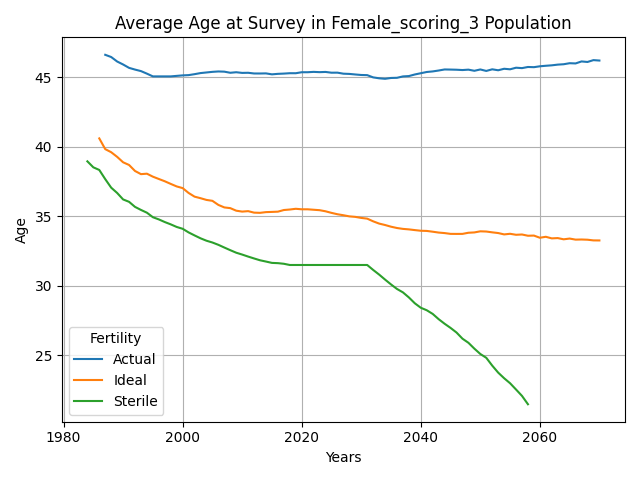 Average Age at Survey in Female_scoring_3 Population
Age
45
40
35
30
25
Fertility
Actual
Ideal
Sterile
1980
2000
2020
2040
2060
Years